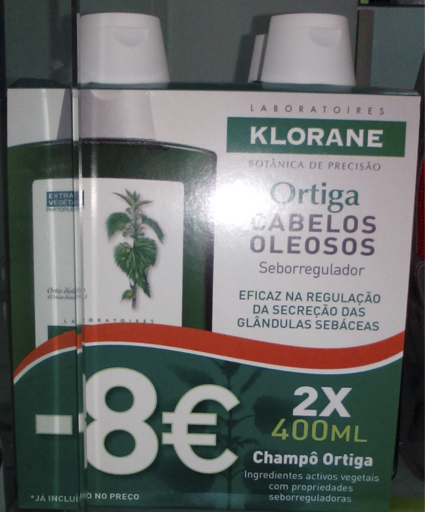 LABORATOIRES
KLORANE
BOTÂNICA DE PRECISÃO
Ortiga
CABELOS
OLEOSOS
Seborregulador
EFICAZ NA REGULAÇÃO
DA SECREÇÃO DAS
GLÂNDULAS SEBÁCEAS
-8€
2X
400ML
Champô Ortiga
Ingredientes activos vegetais
com propriedades
seborreguladoras
*JÁ INCLUÍDO NO PREÇO